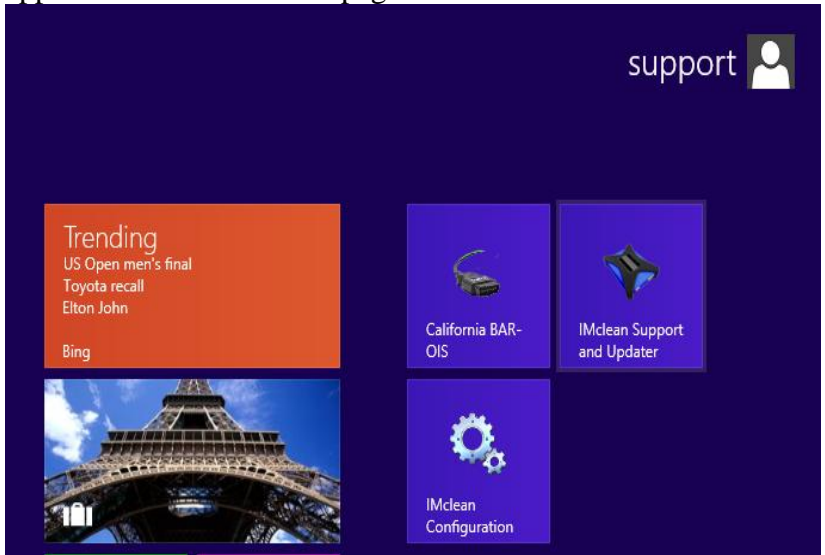 support
Trending
US Open men's final
Toyota recall
Elton John
Bing
California BAR-
OIS
IMclean Support
and Updater
IMclean
Configuration